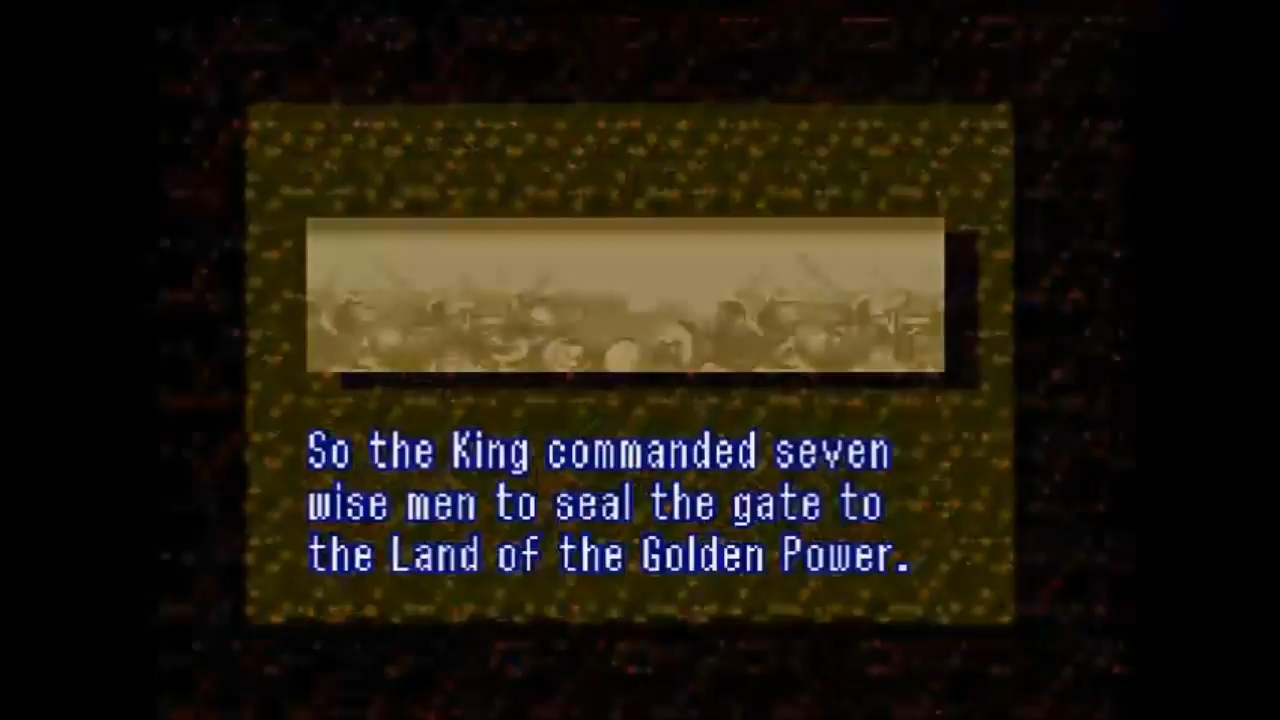 So the King commanded seven
wise men to seal the gate to
the Land of the Golden Power.